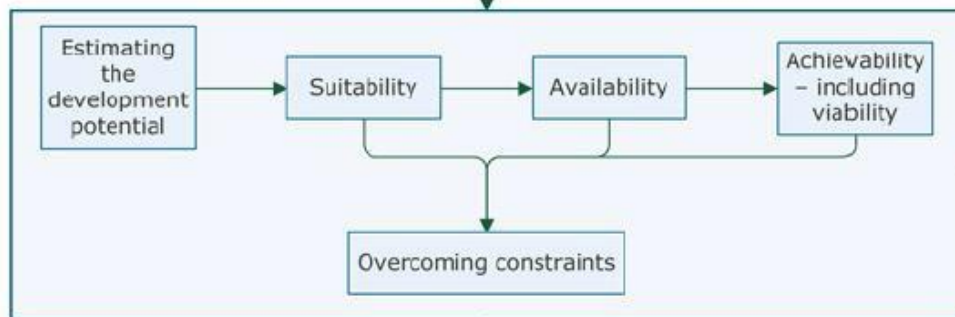 Estimating
the
development
potential
Suitability
Availability
Achievability
– including
viability
Overcoming constraints